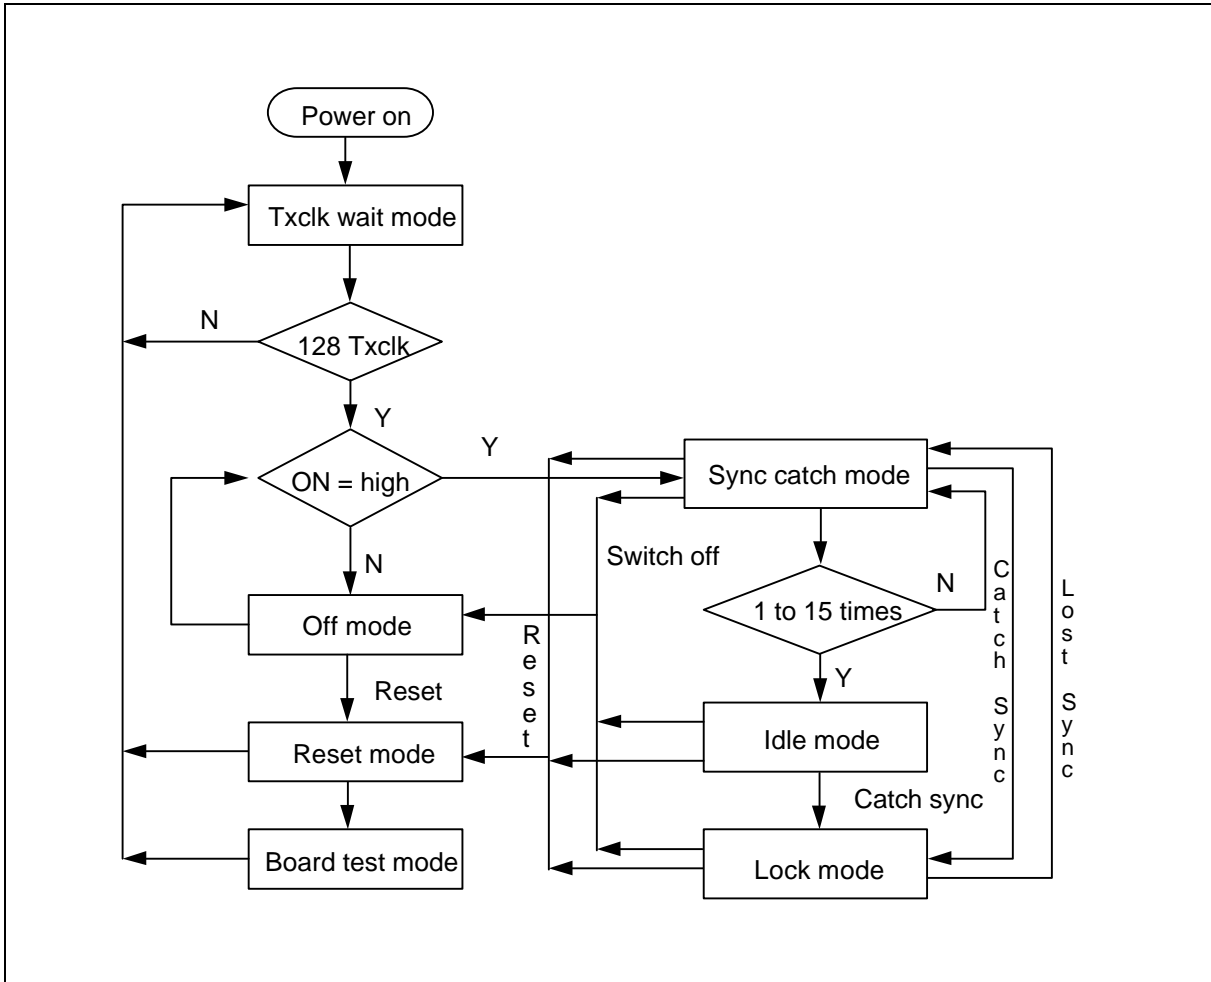 Power on
Txclk wait mode
N
128 Txclk
Y
Y
ON = high
Sync catch mode
N
Switch off
Catch Sync
Lost Sync
N
1 to 15 times
Off mode
Reset
Reset
Y
Reset mode
Idle mode
Catch sync
Board test mode
Lock mode